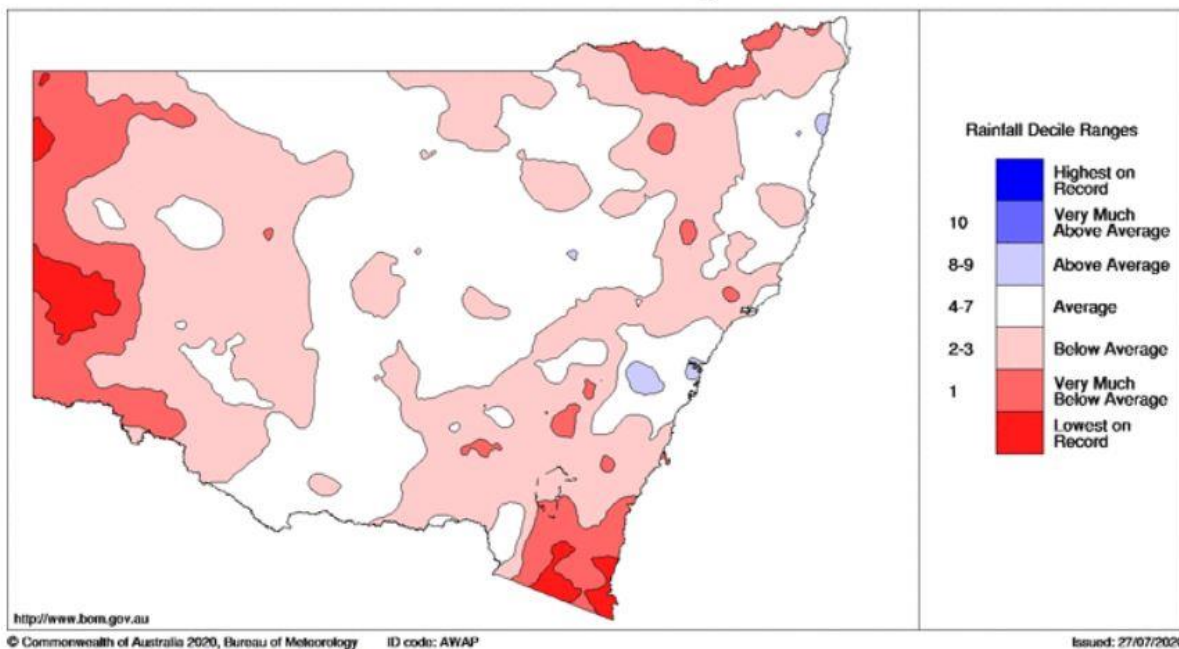 Rainfall Decile Ranges
Highest on
Record
10
Very Much
Above Average
8-9
Above Average
4-7
Average
2-3
Below Average
1
Very Much
Below Average
Lowest on
Record
http://www.bom.gov.au
© Commonwealth of Australia 2020, Bureau of Meteorology ID code: AWAP Issued: 27/07/2020